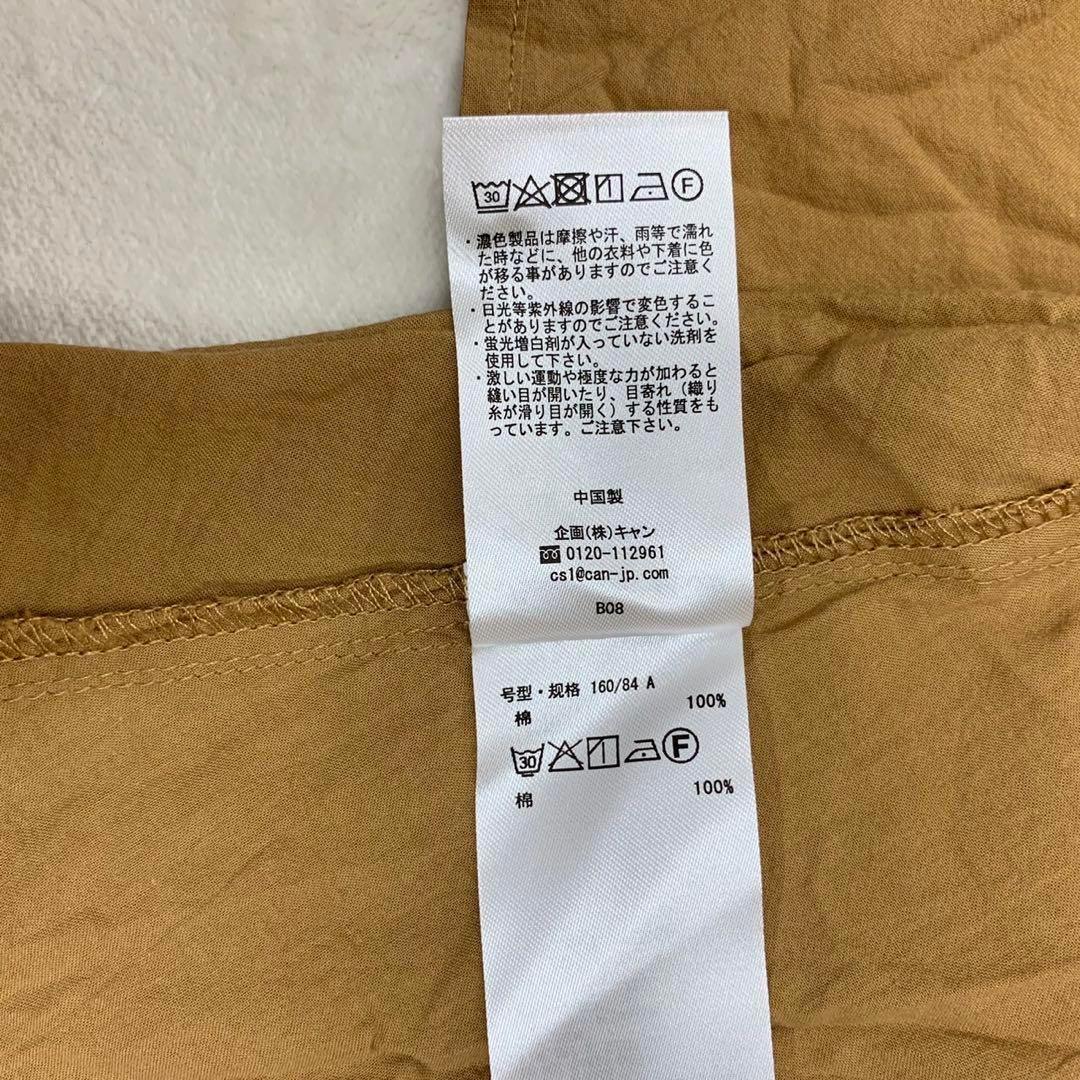 30 F
・濃色製品は摩擦や汗、雨等で濡れ
た時などに、他の衣料や下着に色
が移る事がありますのでご注意く
ださい。
・日光等紫外線の影響で変色するこ
とがありますのでご注意ください。
・蛍光増白剤が入っていない洗剤を
使用して下さい。
・激しい運動や極度な力が加わると
縫い目が開いたり、目寄れ（織り
糸が滑り目が開く）する性質をも
っています。ご注意下さい。
中国製
企画(株)キャン
0120-112961
cs1@can-jp.com
B08
号型・规格 160/84 A
棉 100%
30 F
棉 100%